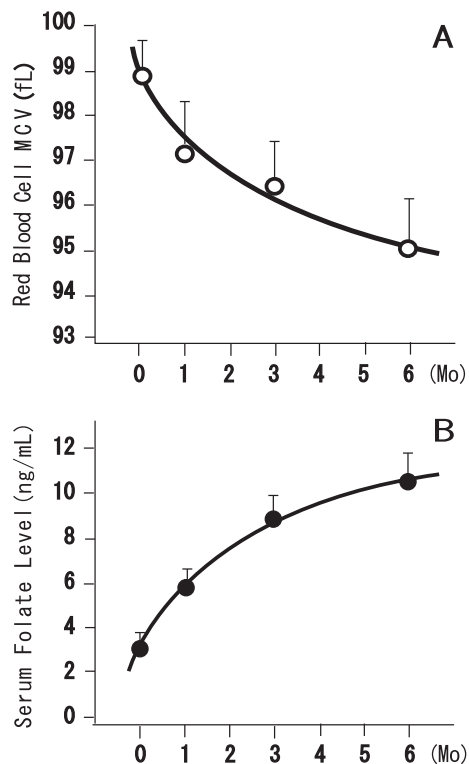 A
Red Blood Cell MCV (fL)
100
99
98
97
96
95
94
93
0 1 2 3 4 5 6 (Mo)
B
Serum Folate Level (ng/mL)
12
10
8
6
4
2
0
0 1 2 3 4 5 6 (Mo)